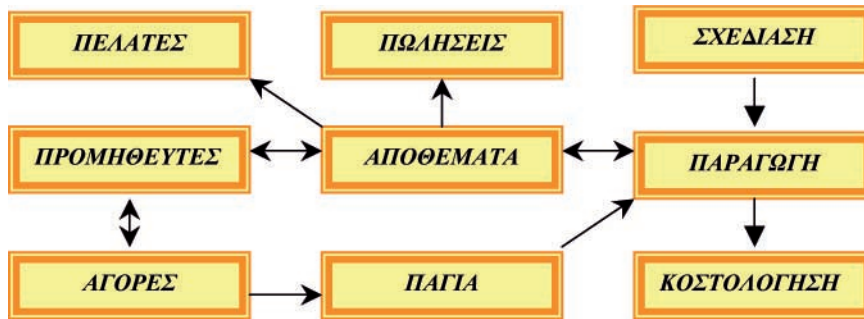 ΠΕΛΑΤΕΣ
ΠΩΛΗΣΕΙΣ
ΣΧΕΔΙΑΣΗ
ΠΡΟΜΗΘΕΥΤΕΣ
ΑΠΟΘΕΜΑΤΑ
ΠΑΡΑΓΩΓΗ
ΑΓΟΡΕΣ
ΠΑΓΙΑ
ΚΟΣΤΟΛΟΓΗΣΗ